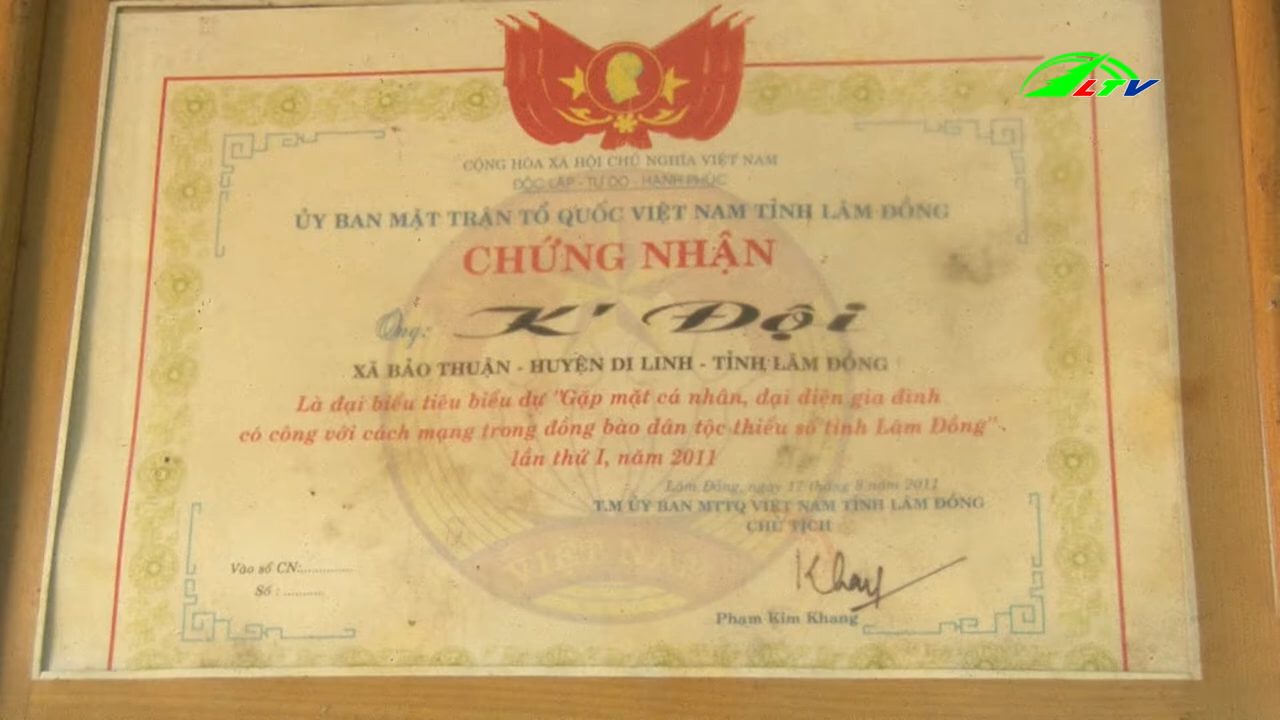 LTV
CỘNG HÒA XÃ HỘI CHỦ NGHĨA VIỆT NAM
ĐỘC LẬP - TỰ DO - HẠNH PHÚC
ỦY BAN MẶT TRẬN TỔ QUỐC VIỆT NAM TỈNH LÂM ĐỒNG
CHỨNG NHẬN
Ông: K' Đội
XÃ BẢO THUẬN - HUYỆN DI LINH - TỈNH LÂM ĐỒNG
Là đại biểu tiêu biểu dự "Gặp mặt cá nhân, đại diện gia đình
có công với cách mạng trong đồng bào dân tộc thiểu số tỉnh Lâm Đồng"
lần thứ I, năm 2011
Lâm Đồng, ngày 17 tháng 8 năm 2011
T.M ỦY BAN MTTQ VIỆT NAM TỈNH LÂM ĐỒNG
CHỦ TỊCH
VIỆT NAM
Vào sổ CN:..............
Số : ...........
Khang
Phạm Kim Khang